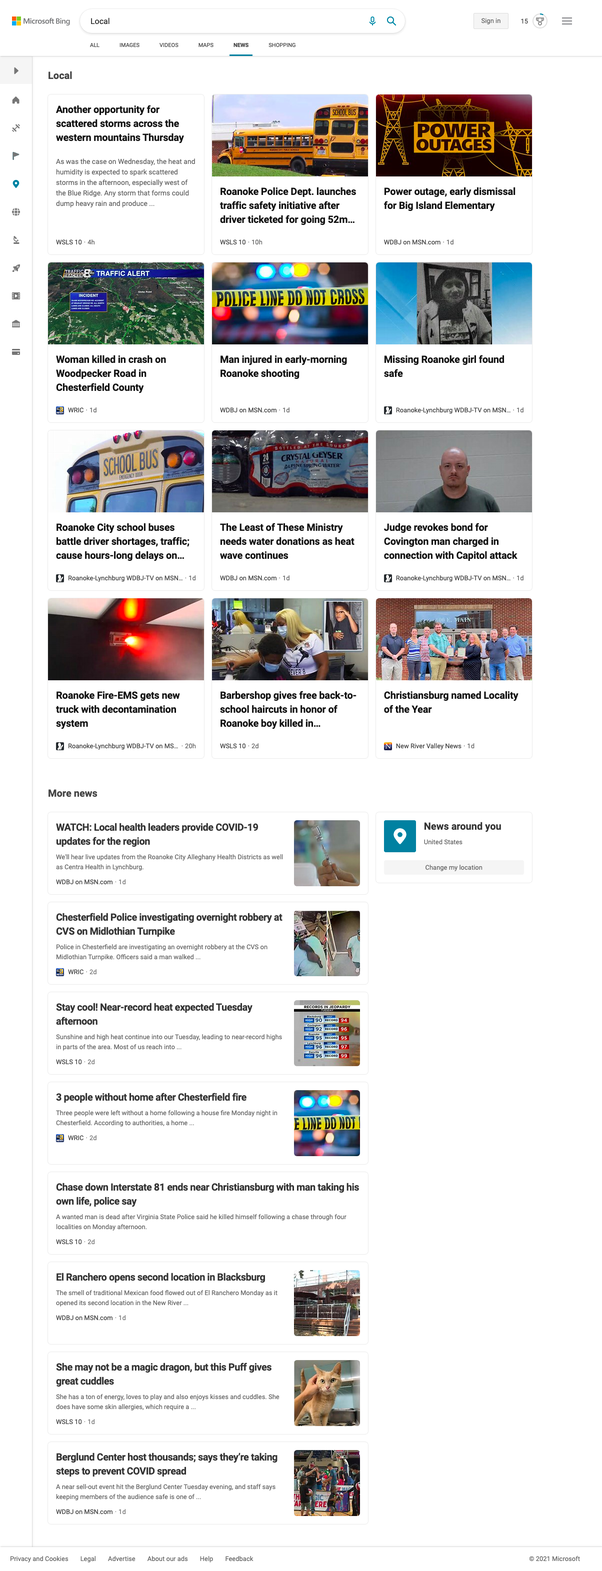 Microsoft Bing
Local
Sign in
15
ALL IMAGES VIDEOS MAPS NEWS SHOPPING
Local
Another opportunity for
scattered storms across the
western mountains Thursday
As was the case on Wednesday, the heat and
humidity is expected to spark scattered
storms in the afternoon, especially west of
the Blue Ridge. Any storm that forms could
dump heavy rain and produce ...
WSLS 10 · 4h
Roanoke Police Dept. launches
traffic safety initiative after
driver ticketed for going 52m...
WSLS 10 · 10h
POWER
OUTAGES
Power outage, early dismissal
for Big Island Elementary
WDBJ on MSN.com · 1d
TRAFFIC ALERT
INCIDENT
Woman killed in crash on
Woodpecker Road in
Chesterfield County
WRIC · 1d
POLICE LINE DO NOT CROSS
Man injured in early-morning
Roanoke shooting
WDBJ on MSN.com · 1d
Missing Roanoke girl found
safe
Roanoke-Lynchburg WDBJ-TV on MSN... · 1d
SCHOOL BUS
Roanoke City school buses
battle driver shortages, traffic;
cause hours-long delays on...
Roanoke-Lynchburg WDBJ-TV on MSN... · 1d
CRYSTAL GEYSER
The Least of These Ministry
needs water donations as heat
wave continues
WDBJ on MSN.com · 1d
Judge revokes bond for
Covington man charged in
connection with Capitol attack
Roanoke-Lynchburg WDBJ-TV on MSN... · 1d
Roanoke Fire-EMS gets new
truck with decontamination
system
Roanoke-Lynchburg WDBJ-TV on MS... · 20h
Barbershop gives free back-to-
school haircuts in honor of
Roanoke boy killed in...
WSLS 10 · 2d
Christiansburg named Locality
of the Year
New River Valley News · 1d
More news
WATCH: Local health leaders provide COVID-19
updates for the region
We'll hear live updates from the Roanoke City Alleghany Health Districts as well
as Centra Health in Lynchburg.
WDBJ on MSN.com · 1d
News around you
United States
Change my location
Chesterfield Police investigating overnight robbery at
CVS on Midlothian Turnpike
Police in Chesterfield are investigating an overnight robbery at the CVS on
Midlothian Turnpike. Officers said a man walked ...
WRIC · 2d
Stay cool! Near-record heat expected Tuesday
afternoon
Sunshine and high heat continue into our Tuesday, leading to near-record highs
in parts of the area. Most of us reach into ...
WSLS 10 · 2d
RECORDS IN JEOPARDY
3 people without home after Chesterfield fire
Three people were left without a home following a house fire Monday night in
Chesterfield. According to authorities, a home ...
WRIC · 2d
E LINE DO NOT
Chase down Interstate 81 ends near Christiansburg with man taking his
own life, police say
A wanted man is dead after Virginia State Police said he killed himself following a chase through four
localities on Monday afternoon.
WSLS 10 · 2d
El Ranchero opens second location in Blacksburg
The smell of traditional Mexican food flowed out of El Ranchero Monday as it
opened its second location in the New River ...
WDBJ on MSN.com · 1d
She may not be a magic dragon, but this Puff gives
great cuddles
She has a ton of energy, loves to play and also enjoys kisses and cuddles. She
does have some skin allergies, which require a ...
WSLS 10 · 1d
Berglund Center host thousands; says they're taking
steps to prevent COVID spread
A near sell-out event hit the Berglund Center Tuesday evening, and staff says
keeping members of the audience safe is one of ...
WDBJ on MSN.com · 1d
Privacy and Cookies Legal Advertise About our ads Help Feedback
© 2021 Microsoft